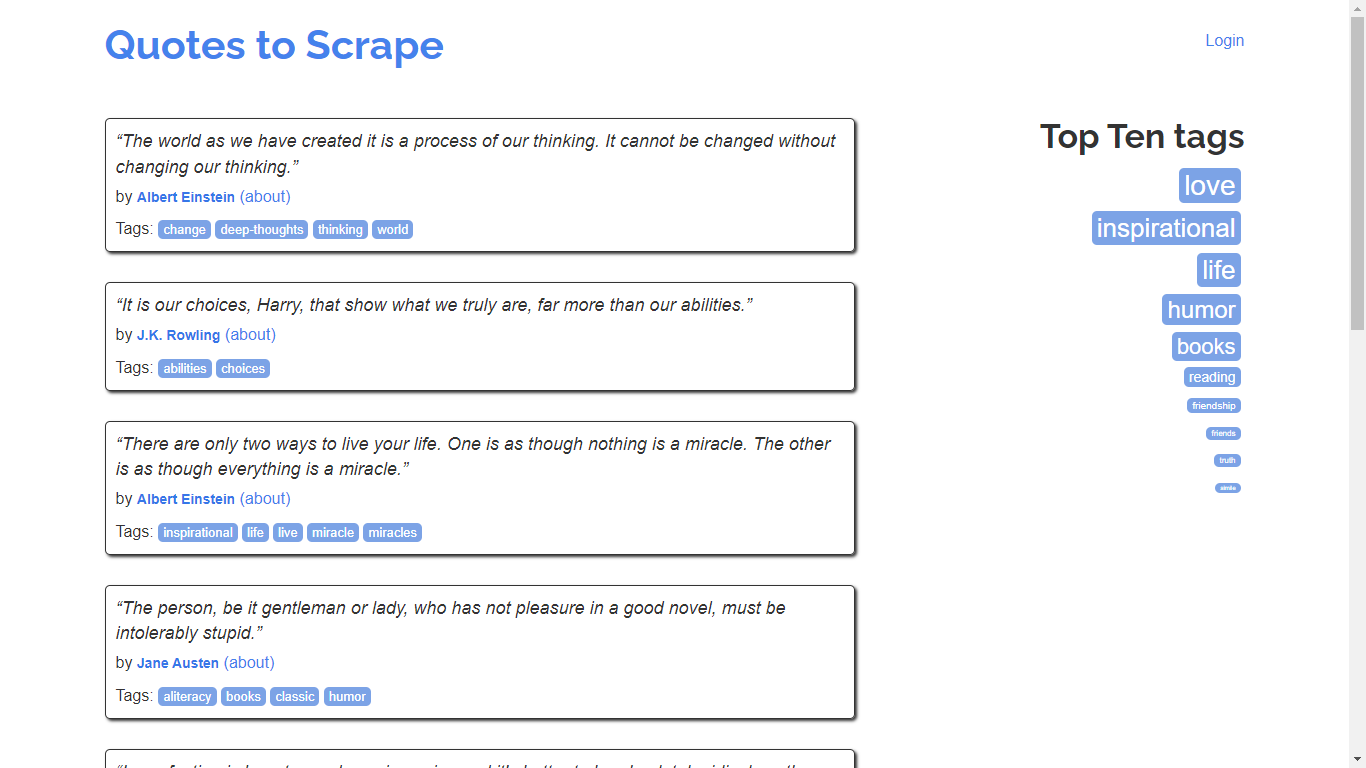 Quotes to Scrape
Login
“The world as we have created it is a process of our thinking. It cannot be changed without
changing our thinking.”
by Albert Einstein (about)
Tags: change deep-thoughts thinking world
“It is our choices, Harry, that show what we truly are, far more than our abilities.”
by J.K. Rowling (about)
Tags: abilities choices
“There are only two ways to live your life. One is as though nothing is a miracle. The other
is as though everything is a miracle.”
by Albert Einstein (about)
Tags: inspirational life live miracle miracles
“The person, be it gentleman or lady, who has not pleasure in a good novel, must be
intolerably stupid.”
by Jane Austen (about)
Tags: aliteracy books classic humor
Top Ten tags
love
inspirational
life
humor
books
reading
friendship
friends
truth
simile